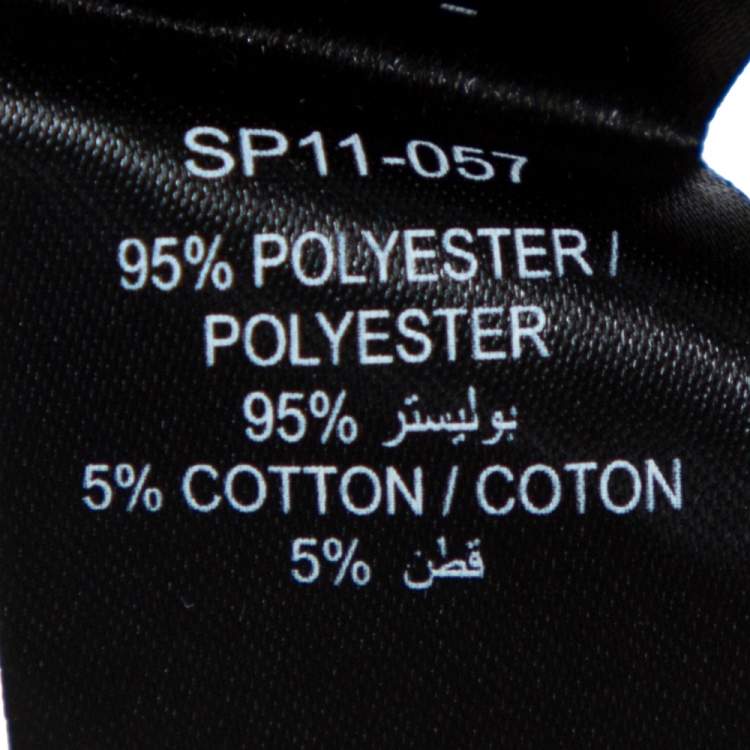 SP11-057
95% POLYESTER /
POLYESTER
95% بوليستر
5% COTTON / COTON
5% قطن